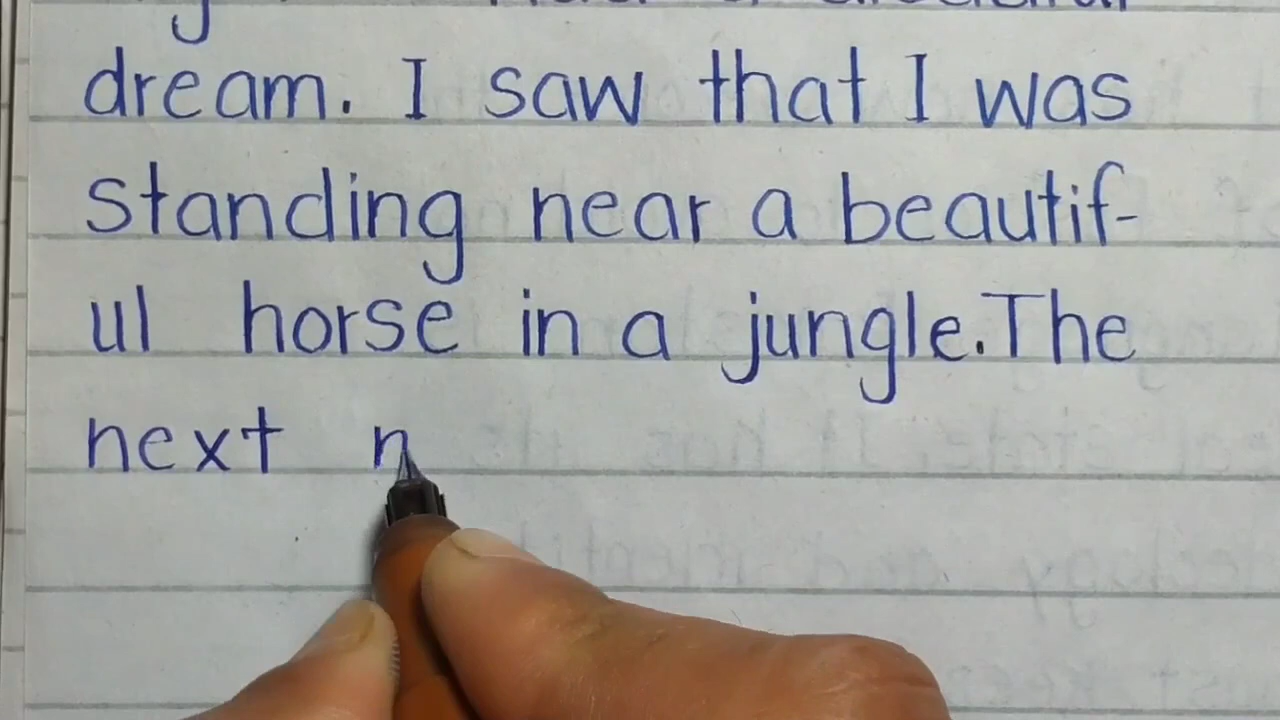 dream. I saw that I was
standing near a beautif-
ul horse in a jungle. The
next n